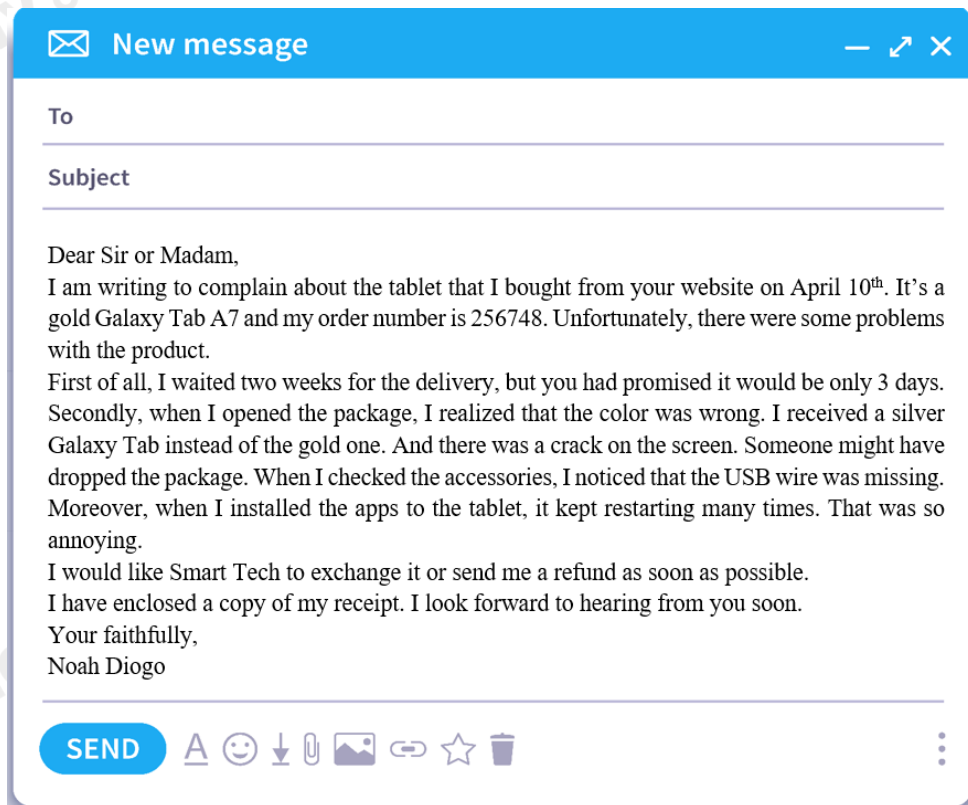 New message
To
Subject
Dear Sir or Madam,
I am writing to complain about the tablet that I bought from your website on April 10th. It's a
gold Galaxy Tab A7 and my order number is 256748. Unfortunately, there were some problems
with the product.
First of all, I waited two weeks for the delivery, but you had promised it would be only 3 days.
Secondly, when I opened the package, I realized that the color was wrong. I received a silver
Galaxy Tab instead of the gold one. And there was a crack on the screen. Someone might have
dropped the package. When I checked the accessories, I noticed that the USB wire was missing.
Moreover, when I installed the apps to the tablet, it kept restarting many times. That was so
annoying.
I would like Smart Tech to exchange it or send me a refund as soon as possible.
I have enclosed a copy of my receipt. I look forward to hearing from you soon.
Your faithfully,
Noah Diogo
SEND
A